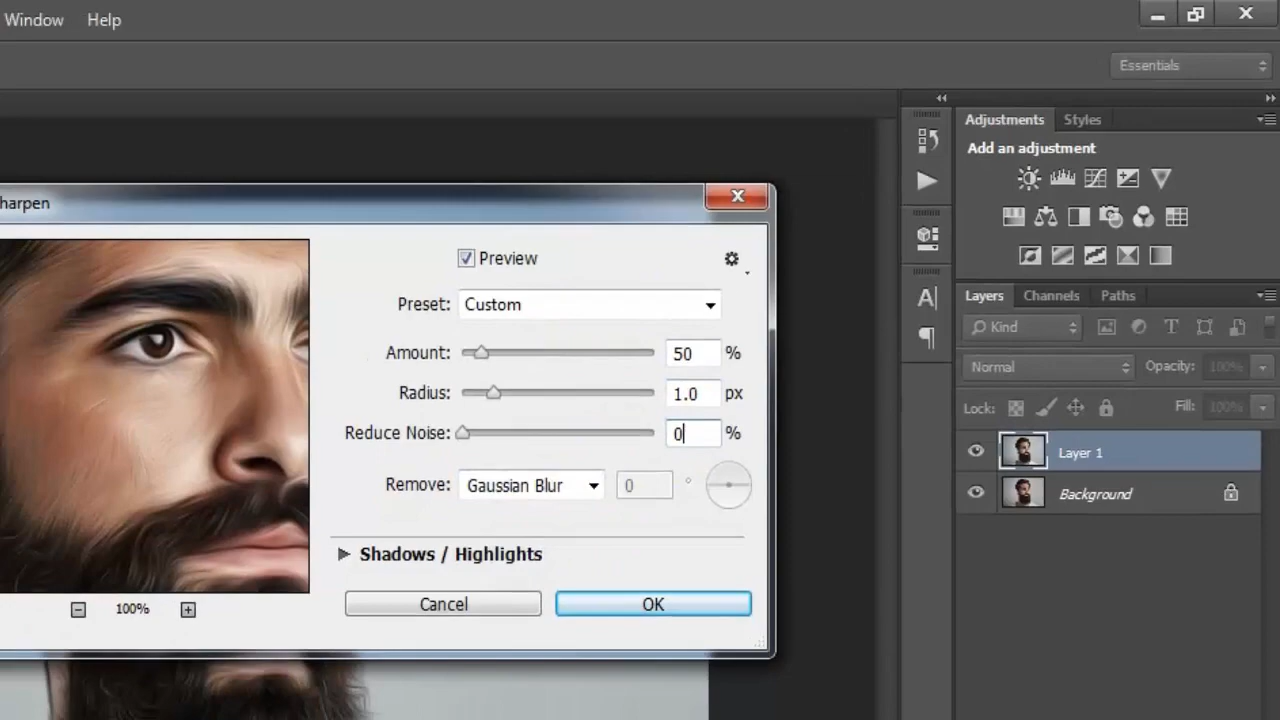 Window Help
Essentials
Adjustments Styles
Add an adjustment
harpen
Preview
Preset: Custom
Amount: 50 %
Radius: 1.0 px
Reduce Noise: 0 %
Remove: Gaussian Blur 0 °
Shadows / Highlights
Cancel OK
100%
Layers Channels Paths
Kind
Normal Opacity: 100%
Lock: Fill: 100%
Layer 1
Background